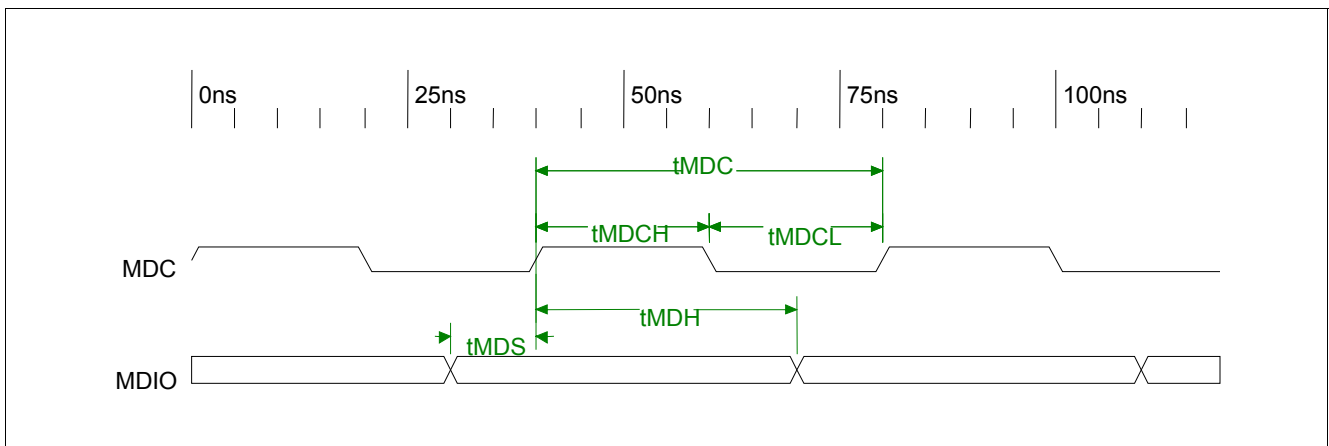 0ns 25ns 50ns 75ns 100ns
tMDC
tMDCH tMDCL
MDC
tMDH
tMDS
MDIO